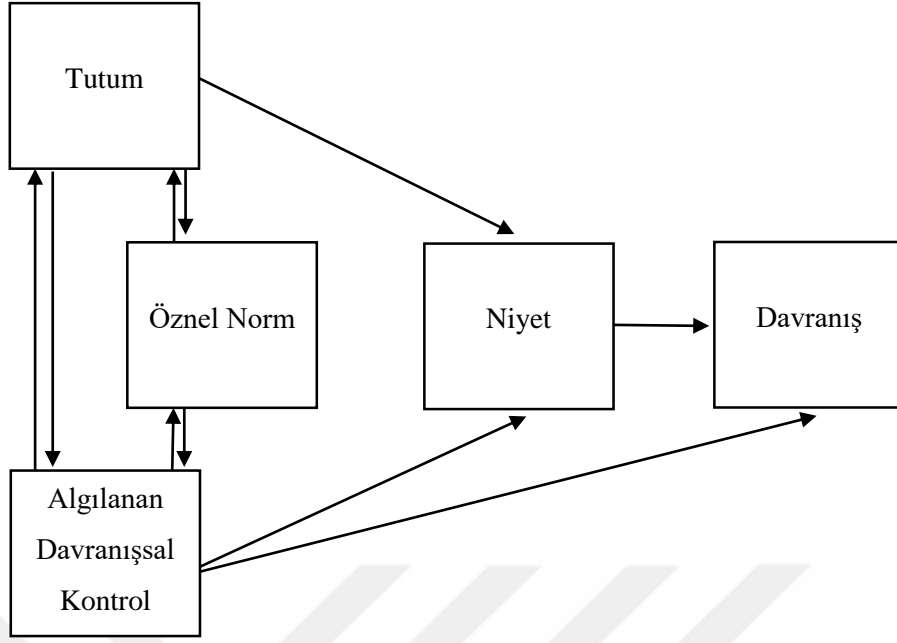 Tutum
Öznel Norm
Niyet
Davranış
Algılanan
Davranışsal
Kontrol